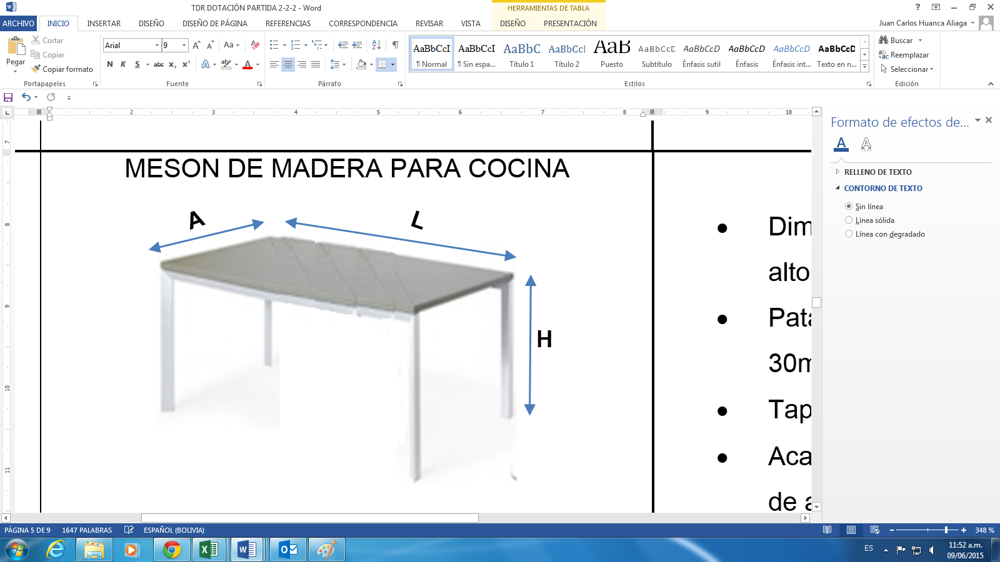 TDR DOTACIÓN PARTIDA 2-2-2 - Word
HERRAMIENTAS DE TABLA
ARCHIVO INICIO INSERTAR DISEÑO DISEÑO DE PÁGINA REFERENCIAS CORRESPONDENCIA REVISAR VISTA DISEÑO PRESENTACIÓN
Juan Carlos Huanca Aliaga
Pegar
Cortar
Copiar
Copiar formato
Portapapeles
Arial 9
N K S abc x₂ x²
Fuente
Párrafo
AaBbCcI AaBbCcI AaBbC AaBbCcI AaB AaBbCcD AaBbCcD AaBbCcD AaBbCcD AaBbCcD
¶ Normal ¶ Sin espa... Título 1 Título 2 Puesto Subtítulo Énfasis sutil Énfasis Énfasis int... Texto en n...
Estilos
Buscar
Reemplazar
Seleccionar
Edición
2 3 4 5 6 7 8 9 10
7
8
9
10
11
MESON DE MADERA PARA COCINA
A
L
H
• Dim
alto
• Pata
30m
• Tap
• Aca
de a
Formato de efectos de...
RELLENO DE TEXTO
CONTORNO DE TEXTO
Sin línea
Línea sólida
Línea con degradado
PÁGINA 5 DE 9 1647 PALABRAS ESPAÑOL (BOLIVIA)
348 %
ES
11:52 a.m.
09/06/2015